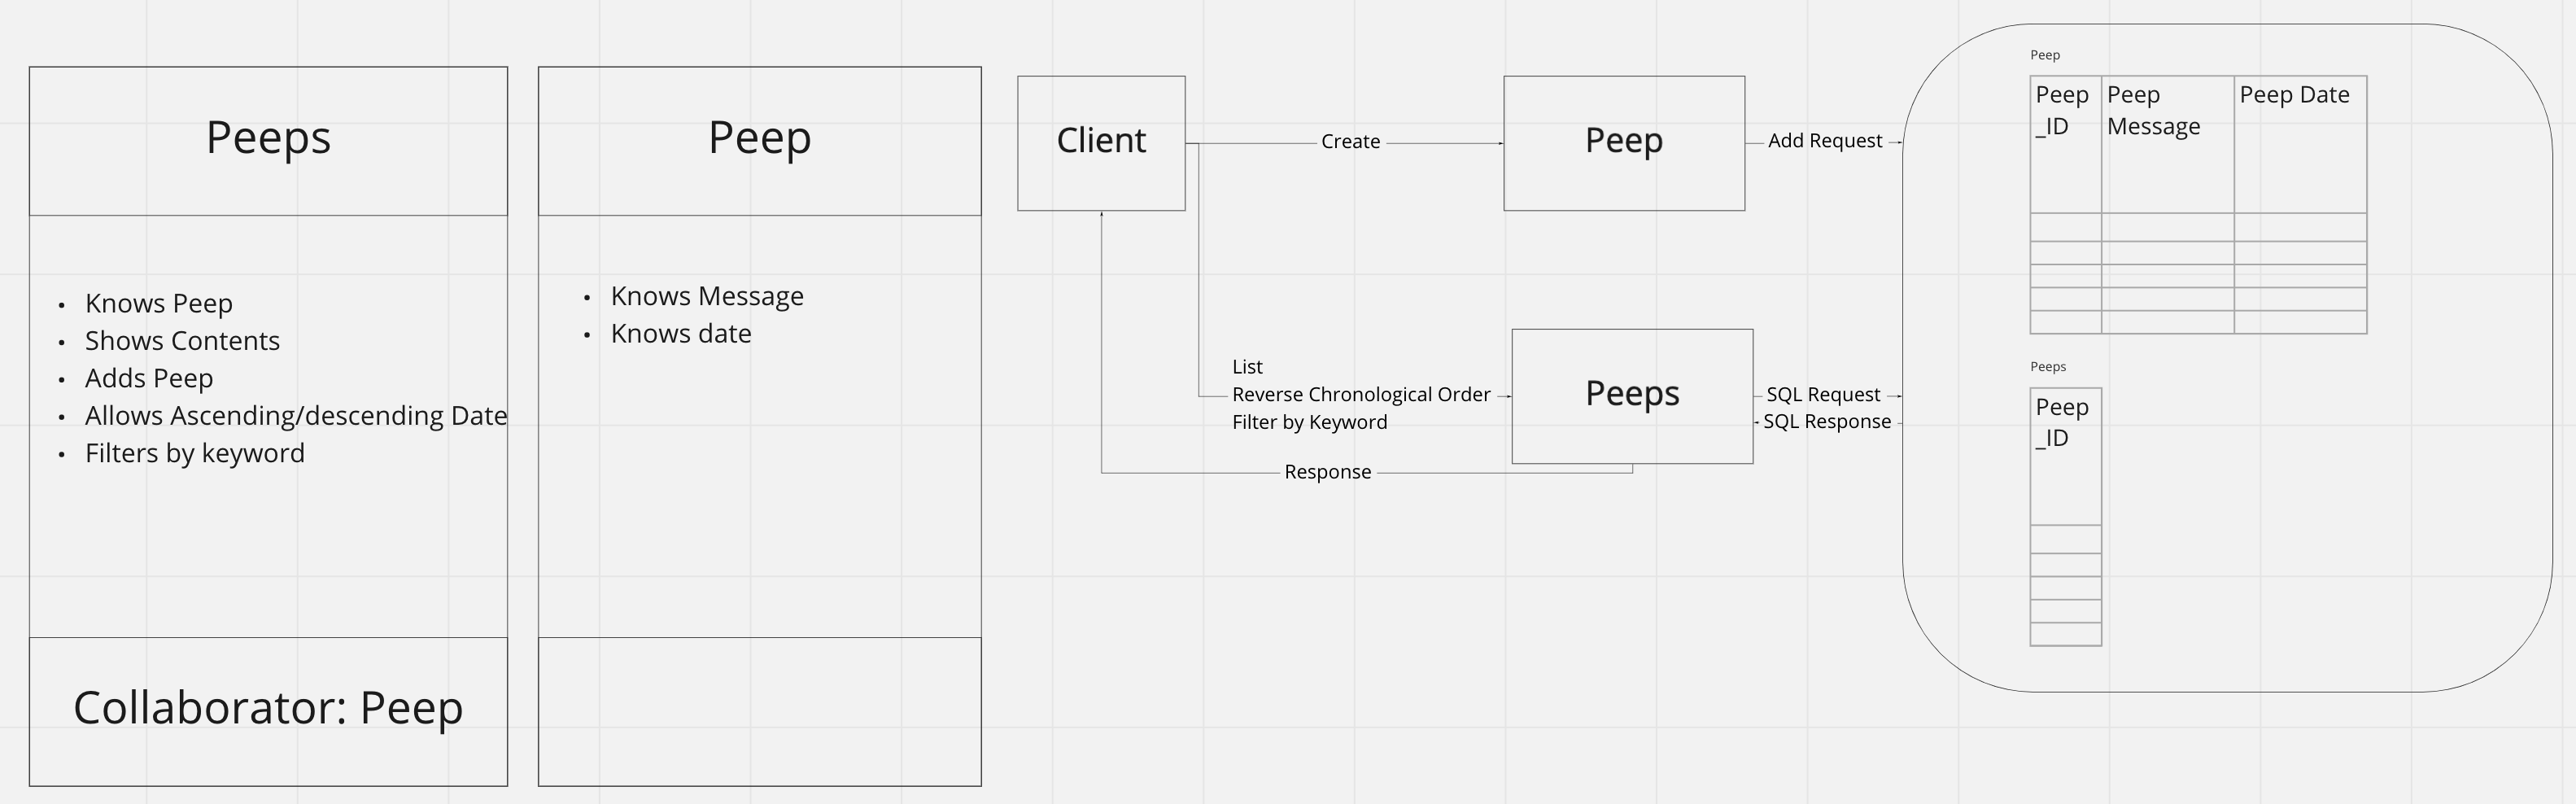 Peeps
• Knows Peep
• Shows Contents
• Adds Peep
• Allows Ascending/descending Date
• Filters by keyword
Collaborator: Peep
Peep
• Knows Message
• Knows date
Client
Create
Peep
Add Request
List
Reverse Chronological Order
Filter by Keyword
Peeps
SQL Request
SQL Response
Response
Peep
Peep
_ID
Peep
Message
Peep Date
Peeps
Peep
_ID